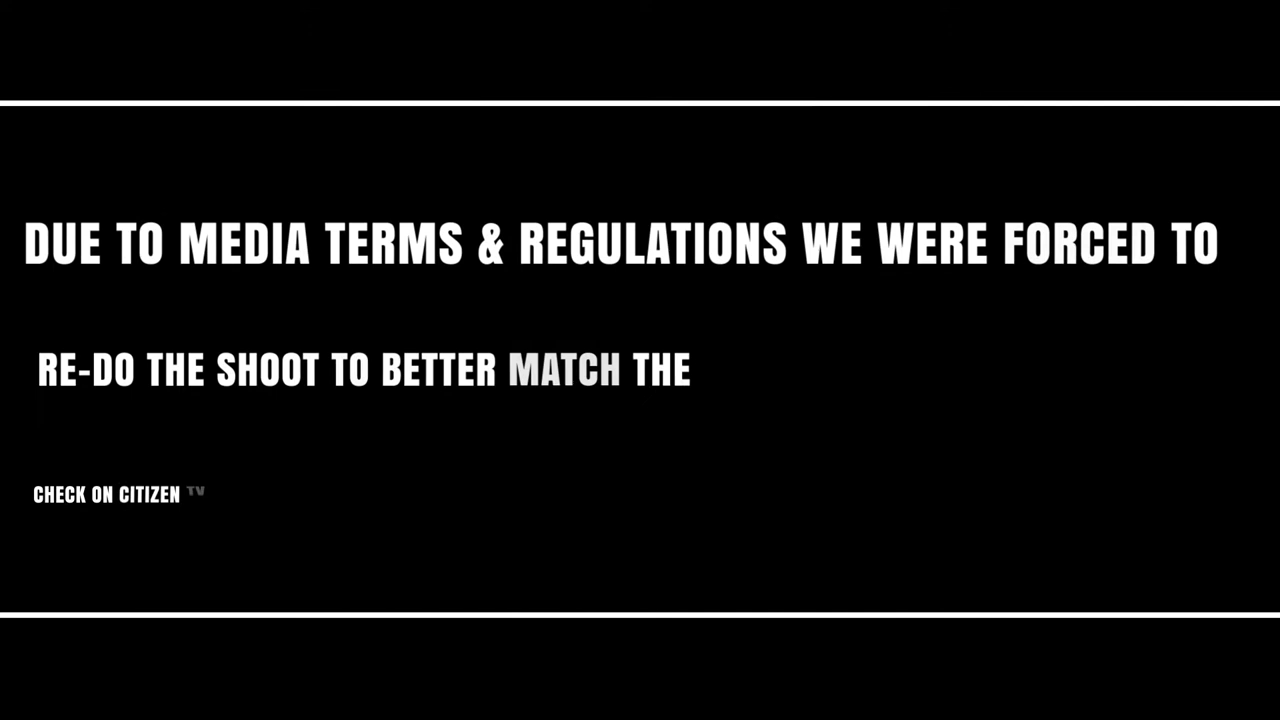 DUE TO MEDIA TERMS & REGULATIONS WE WERE FORCED TO
RE-DO THE SHOOT TO BETTER MATCH THE
CHECK ON CITIZEN TV